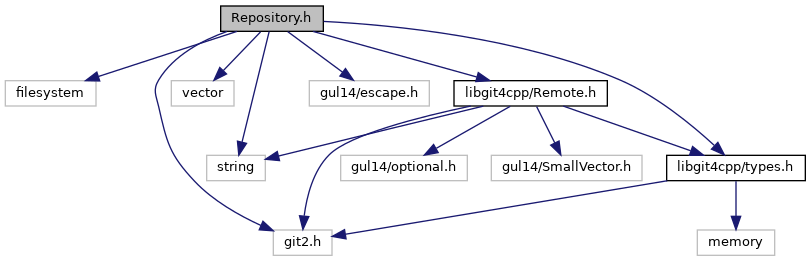 Repository.h
filesystem
vector
gul14/escape.h
libgit4cpp/Remote.h
string
gul14/optional.h
gul14/SmallVector.h
libgit4cpp/types.h
git2.h
memory